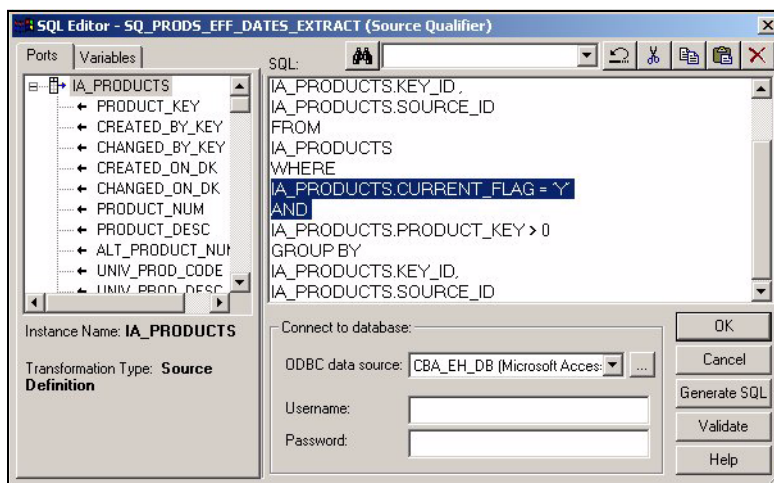 SQL Editor - SQ_PRODS_EFF_DATES_EXTRACT (Source Qualifier)
Ports
Variables
SQL:
IA_PRODUCTS
PRODUCT_KEY
CREATED_BY_KEY
CHANGED_BY_KEY
CREATED_ON_DK
CHANGED_ON_DK
PRODUCT_NUM
PRODUCT_DESC
ALT_PRODUCT_NU
UNIV_PROD_CODE
UNIV_PROD_DESC
IA_PRODUCTS.KEY_ID ,
IA_PRODUCTS.SOURCE_ID
FROM
IA_PRODUCTS
WHERE
IA_PRODUCTS.CURRENT_FLAG = 'Y'
AND
IA_PRODUCTS.PRODUCT_KEY > 0
GROUP BY
IA_PRODUCTS.KEY_ID,
IA_PRODUCTS.SOURCE_ID
Instance Name: IA_PRODUCTS
Transformation Type: Source
Definition
Connect to database:
ODBC data source:
CBA_EH_DB (Microsoft Acces
...
Username:
Password:
OK
Cancel
Generate SQL
Validate
Help